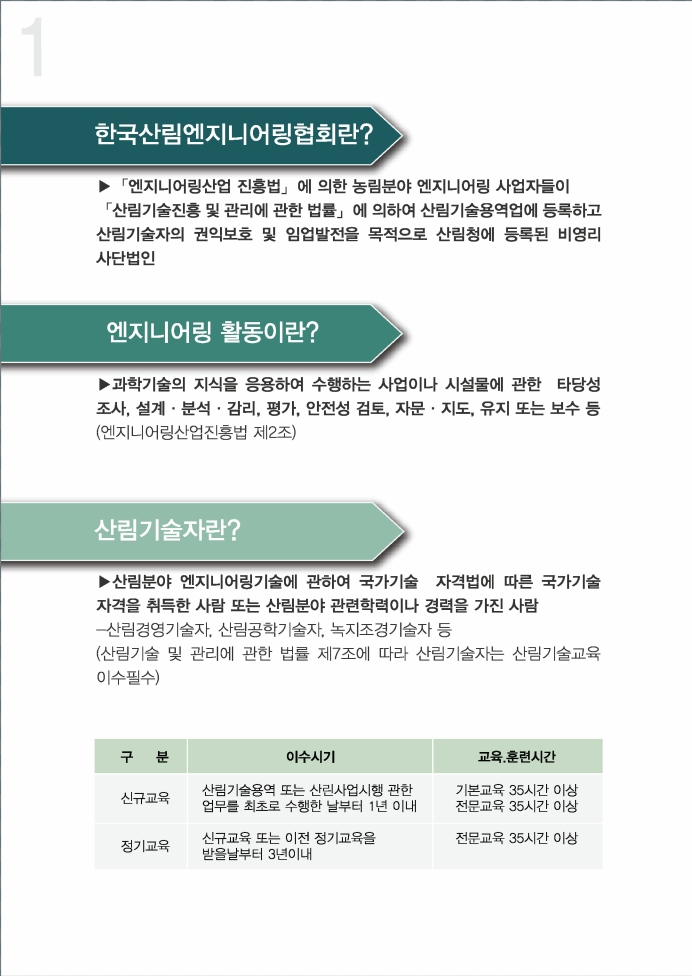 1
한국산림엔지니어링협회란?
▶「엔지니어링산업 진흥법」에 의한 농림분야 엔지니어링 사업자들이
「산림기술진흥 및 관리에 관한 법률」에 의하여 산림기술용역업에 등록하고
산림기술자의 권익보호 및 임업발전을 목적으로 산림청에 등록된 비영리
사단법인
엔지니어링 활동이란?
▶과학기술의 지식을 응용하여 수행하는 사업이나 시설물에 관한 타당성
조사, 설계 · 분석 · 감리, 평가, 안전성 검토, 자문 · 지도, 유지 또는 보수 등
(엔지니어링산업진흥법 제2조)
산림기술자란?
▶산림분야 엔지니어링기술에 관하여 국가기술 자격법에 따른 국가기술
자격을 취득한 사람 또는 산림분야 관련학력이나 경력을 가진 사람
–산림경영기술자, 산림공학기술자, 녹지조경기술자 등
(산림기술 및 관리에 관한 법률 제7조에 따라 산림기술자는 산림기술교육
이수필수)
구 분 이수시기 교육.훈련시간
신규교육 산림기술용역 또는 산린사업시행 관한 기본교육 35시간 이상
업무를 최초로 수행한 날부터 1년 이내 전문교육 35시간 이상
정기교육 신규교육 또는 이전 정기교육을 전문교육 35시간 이상
받을날부터 3년이내